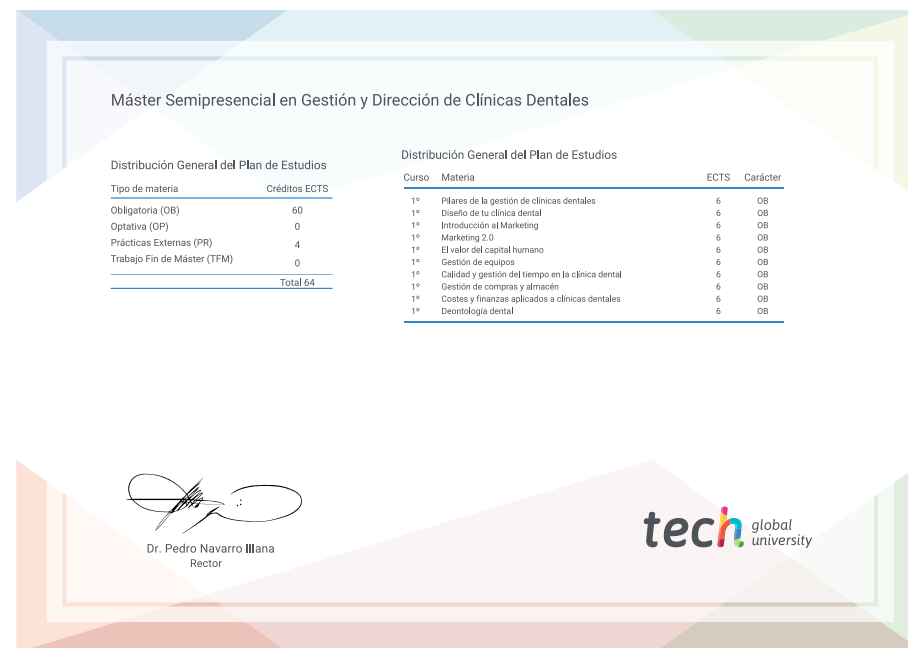 Máster Semipresencial en Gestión y Dirección de Clínicas Dentales
Distribución General del Plan de Estudios
Tipo de materia Créditos ECTS
Obligatoria (OB) 60
Optativa (OP) 0
Prácticas Externas (PR) 4
Trabajo Fin de Máster (TFM) 0
Total 64
Distribución General del Plan de Estudios
Curso Materia ECTS Carácter
1º Pilares de la gestión de clínicas dentales 6 OB
1º Diseño de tu clínica dental 6 OB
1º Introducción al Marketing 6 OB
1º Marketing 2.0 6 OB
1º El valor del capital humano 6 OB
1º Gestión de equipos 6 OB
1º Calidad y gestión del tiempo en la clínica dental 6 OB
1º Gestión de compras y almacén 6 OB
1º Costes y finanzas aplicados a clínicas dentales 6 OB
1º Deontología dental 6 OB
Dr. Pedro Navarro Illana
Rector
tech global
university